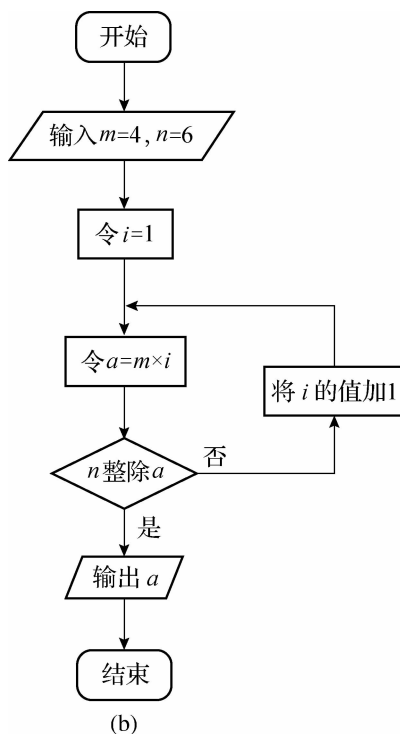 开始
输入m=4, n=6
令i=1
令a=m×i
将i的值加1
n整除a
否
是
输出a
结束
(b)